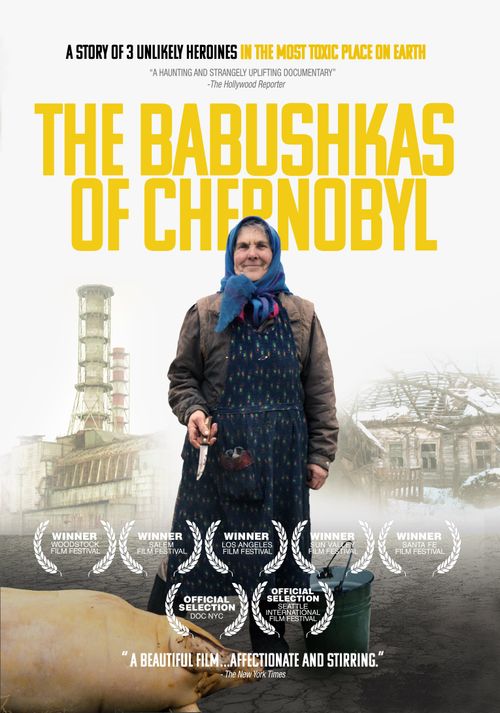 A STORY OF 3 UNLIKELY HEROINES IN THE MOST TOXIC PLACE ON EARTH
"A HAUNTING AND STRANGELY UPLIFTING DOCUMENTARY"
-The Hollywood Reporter
THE BABUSHKAS
OF CHERNOBYL
WINNER
WOODSTOCK
FILM FESTIVAL
WINNER
SALEM
FILM FESTIVAL
WINNER
LOS ANGELES
FILM FESTIVAL
WINNER
SUN VALLEY
FILM FESTIVAL
WINNER
SANTA FE
FILM FESTIVAL
OFFICIAL
SELECTION
DOC NYC
OFFICIAL
SELECTION
SEATTLE
INTERNATIONAL
FILM FESTIVAL
"A BEAUTIFUL FILM...AFFECTIONATE AND STIRRING."
- The New York Times